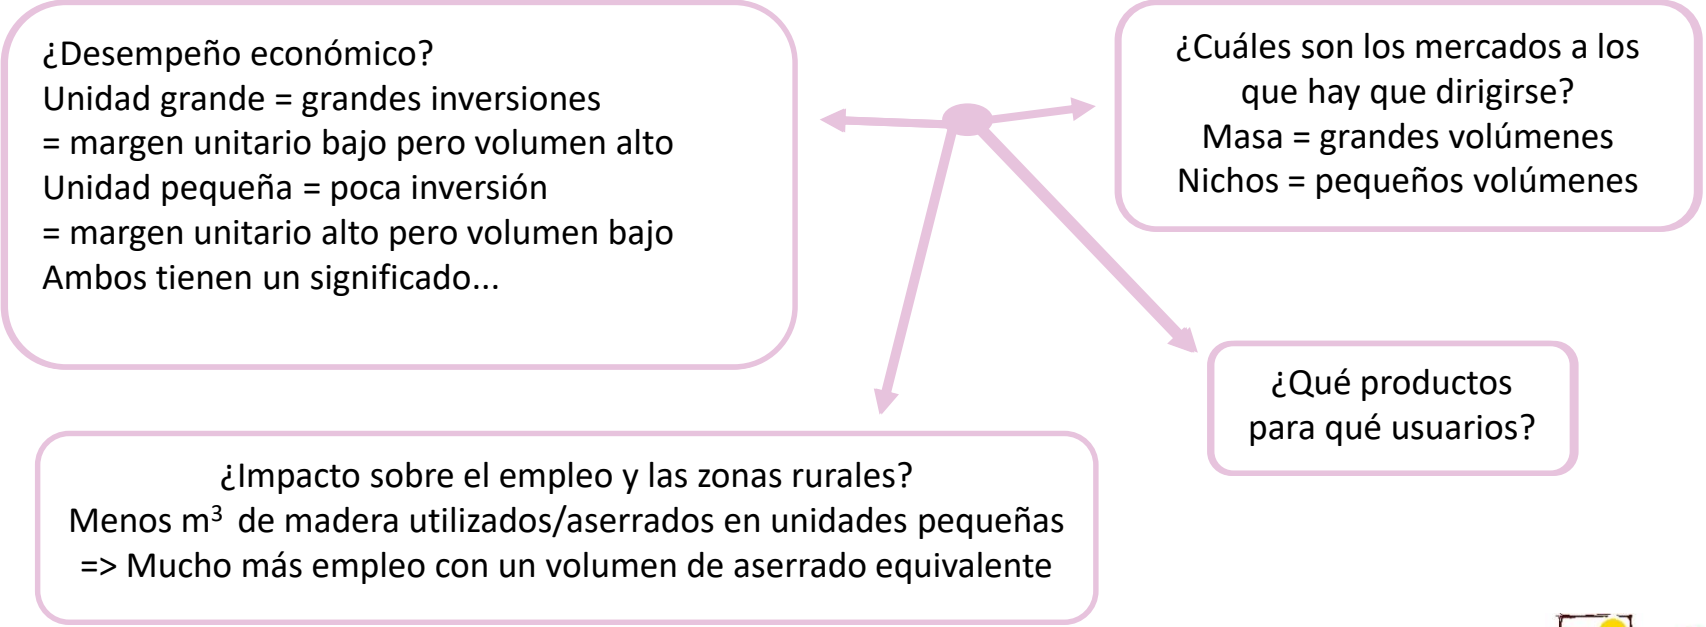 ¿Desempeño económico?
Unidad grande = grandes inversiones
= margen unitario bajo pero volumen alto
Unidad pequeña = poca inversión
= margen unitario alto pero volumen bajo
Ambos tienen un significado...
¿Cuáles son los mercados a los
que hay que dirigirse?
Masa = grandes volúmenes
Nichos = pequeños volúmenes
¿Qué productos
para qué usuarios?
¿Impacto sobre el empleo y las zonas rurales?
Menos m³ de madera utilizados/aserrados en unidades pequeñas
=> Mucho más empleo con un volumen de aserrado equivalente